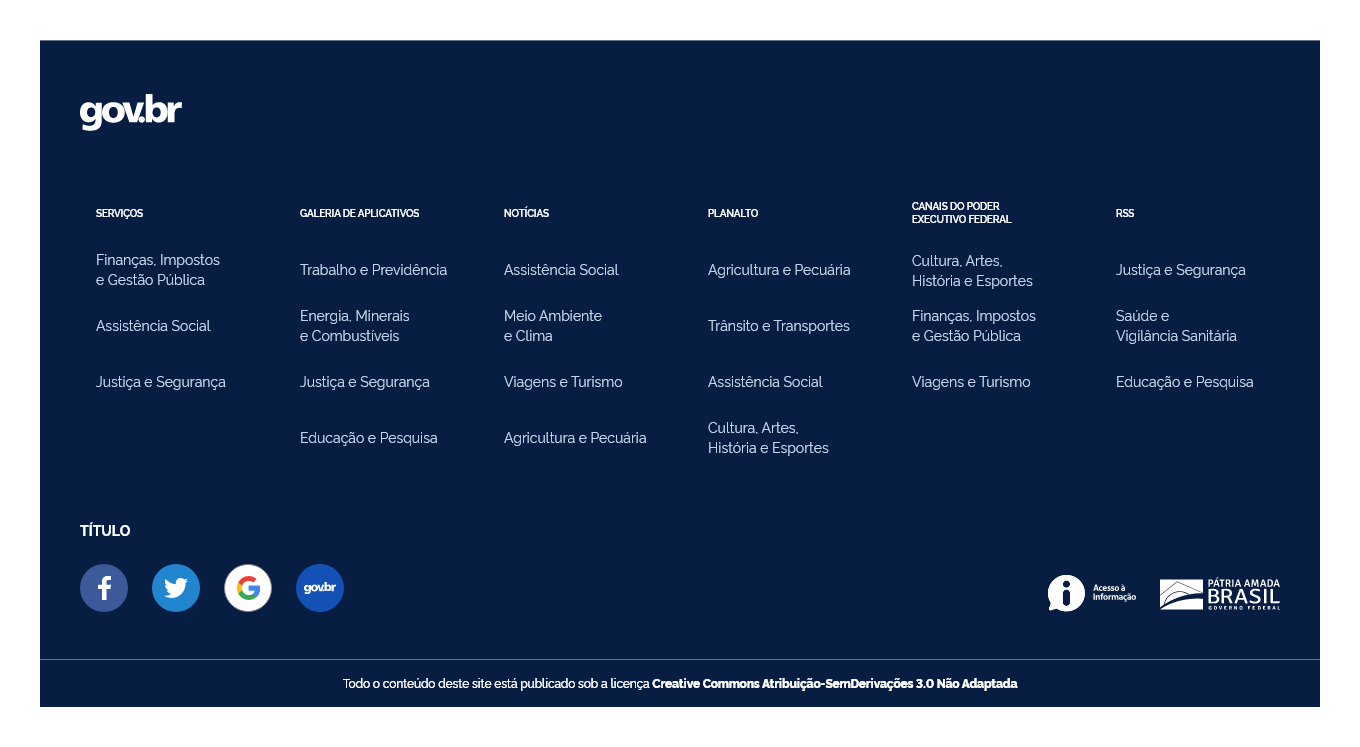 gov.br
SERVIÇOS
Finanças, Impostos
e Gestão Pública
Assistência Social
Justiça e Segurança
GALERIA DE APLICATIVOS
Trabalho e Previdência
Energia, Minerais
e Combustíveis
Justiça e Segurança
Educação e Pesquisa
NOTÍCIAS
Assistência Social
Meio Ambiente
e Clima
Viagens e Turismo
Agricultura e Pecuária
PLANALTO
Agricultura e Pecuária
Trânsito e Transportes
Assistência Social
Cultura, Artes,
História e Esportes
CANAIS DO PODER
EXECUTIVO FEDERAL
Cultura, Artes,
História e Esportes
Finanças, Impostos
e Gestão Pública
Viagens e Turismo
RSS
Justiça e Segurança
Saúde e
Vigilância Sanitária
Educação e Pesquisa
TÍTULO
gov.br
Acesso à
Informação
PÁTRIA AMADA
BRASIL
GOVERNO FEDERAL
Todo o conteúdo deste site está publicado sob a licença Creative Commons Atribuição-SemDerivações 3.0 Não Adaptada